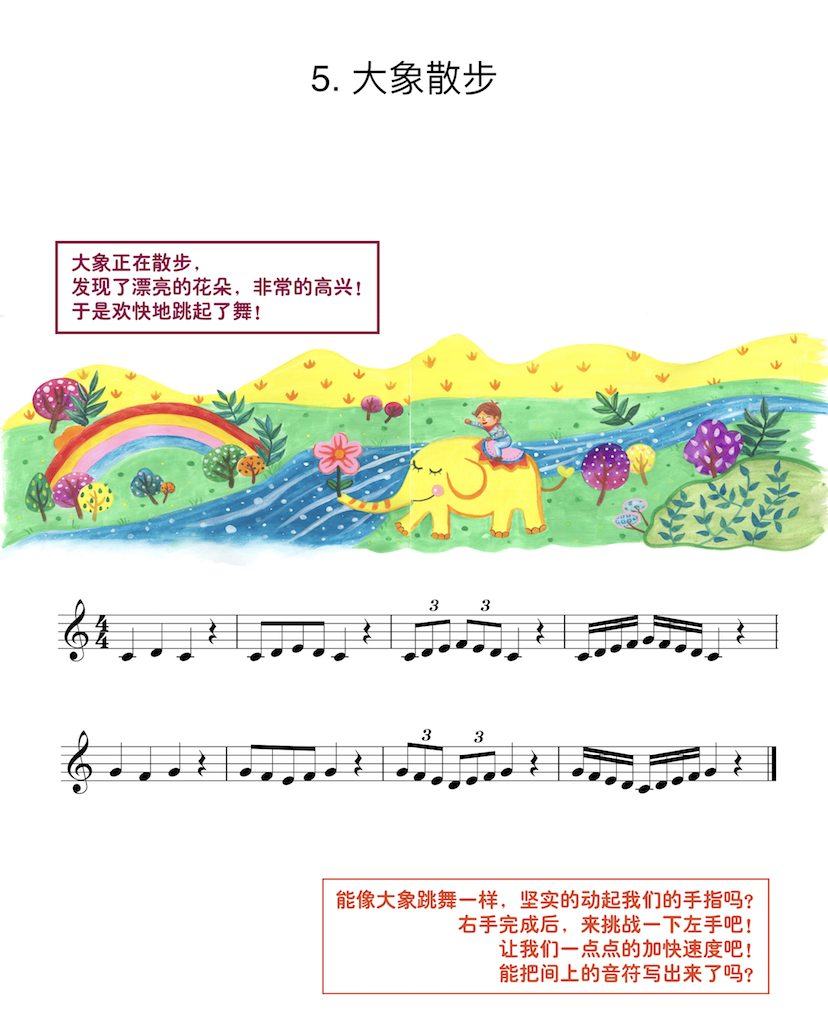 5. 大象散步
大象正在散步,
发现了漂亮的花朵, 非常的高兴!
于是欢快地跳起了舞!
4
4
3 3
3 3
能像大象跳舞一样, 坚实的动起我们的手指吗?
右手完成后, 来挑战一下左手吧!
让我们一点点的加快速度吧!
能把间上的音符写出来了吗?